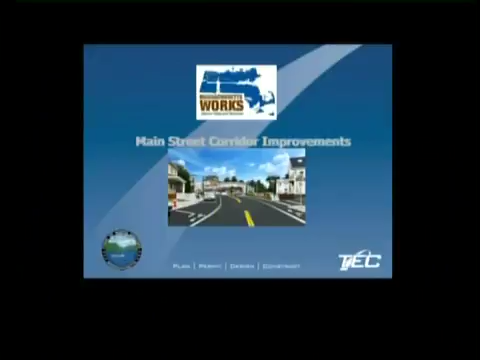 MASSACHUSETTS
WORKS
Main Street Corridor Improvements
PLAN | PERMIT | DESIGN | CONSTRUCT
TEC